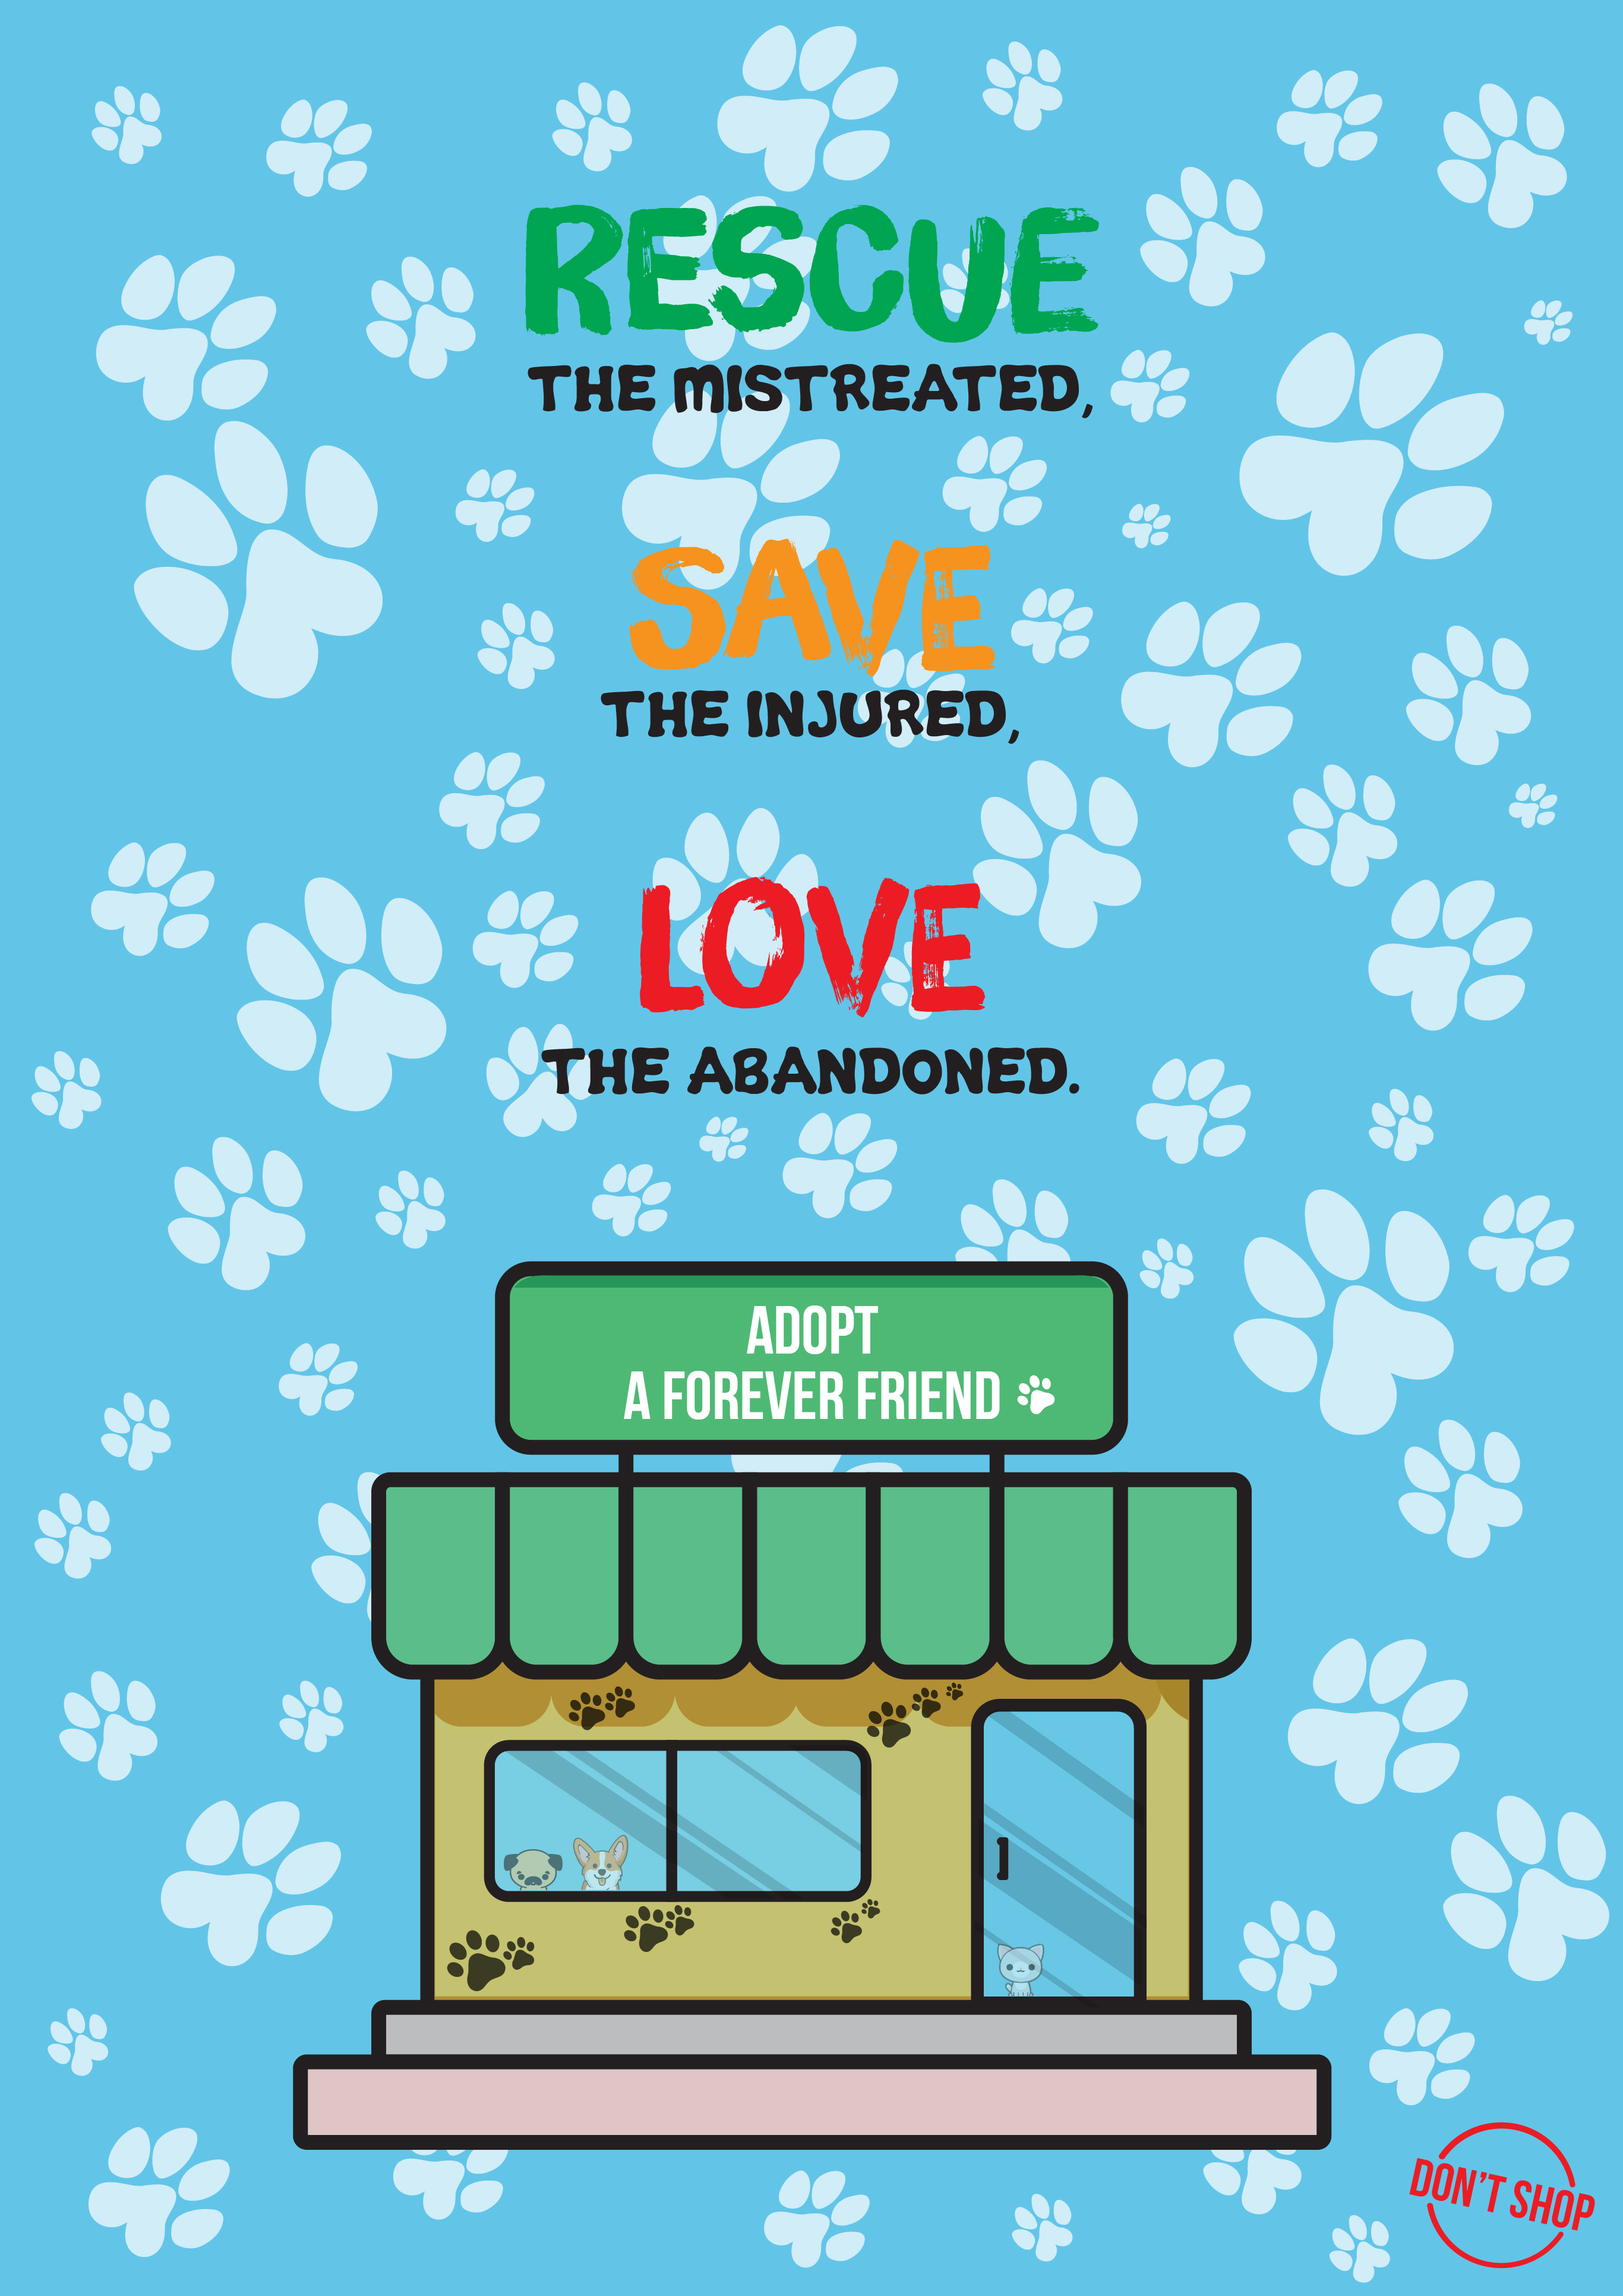 RESCUE
THE MISTREATED,
SAVE
THE INJURED,
LOVE
THE ABANDONED.
ADOPT
A FOREVER FRIEND
DON'T SHOP